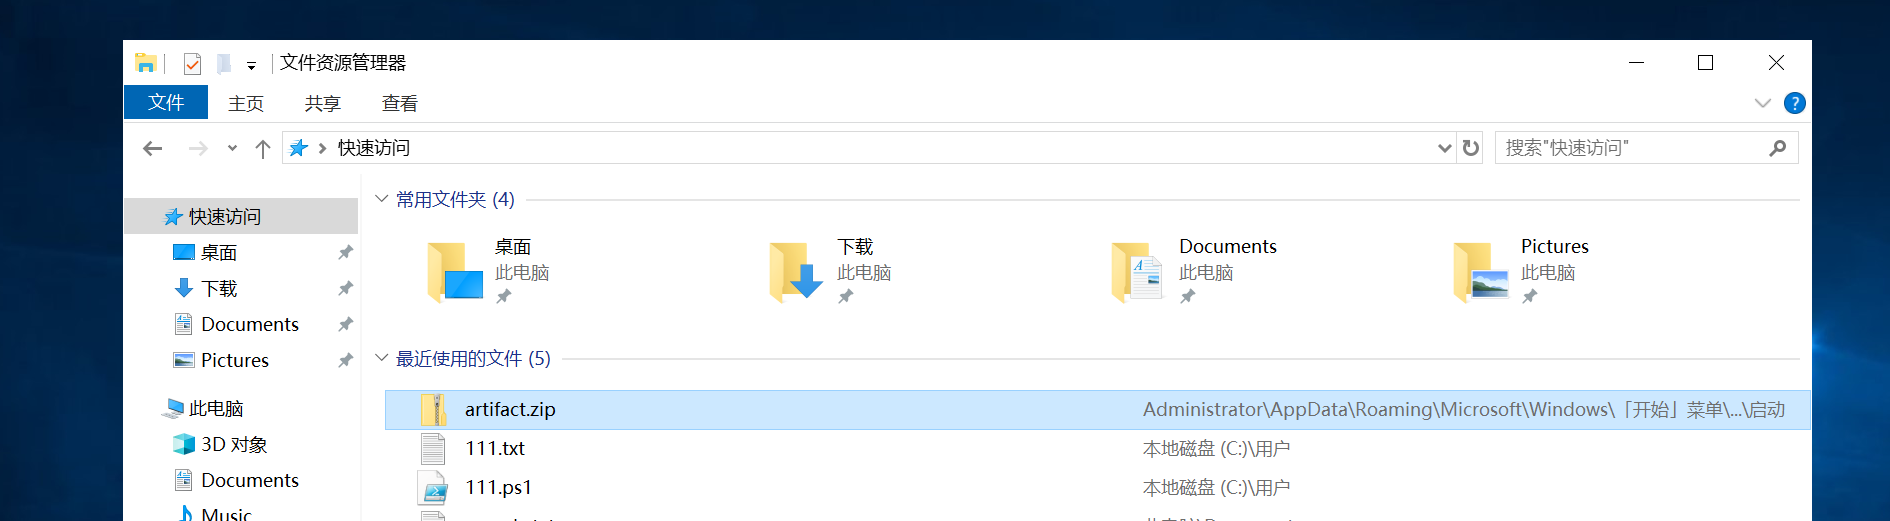 文件资源管理器
文件 主页 共享 查看
快速访问 搜索"快速访问"
快速访问
桌面
下载
Documents
Pictures
此电脑
3D 对象
Documents
Music
常用文件夹 (4)
桌面
此电脑
下载
此电脑
Documents
此电脑
Pictures
此电脑
最近使用的文件 (5)
artifact.zip Administrator\AppData\Roaming\Microsoft\Windows\「开始」菜单\...\启动
111.txt 本地磁盘 (C:)\用户
111.ps1 本地磁盘 (C:)\用户